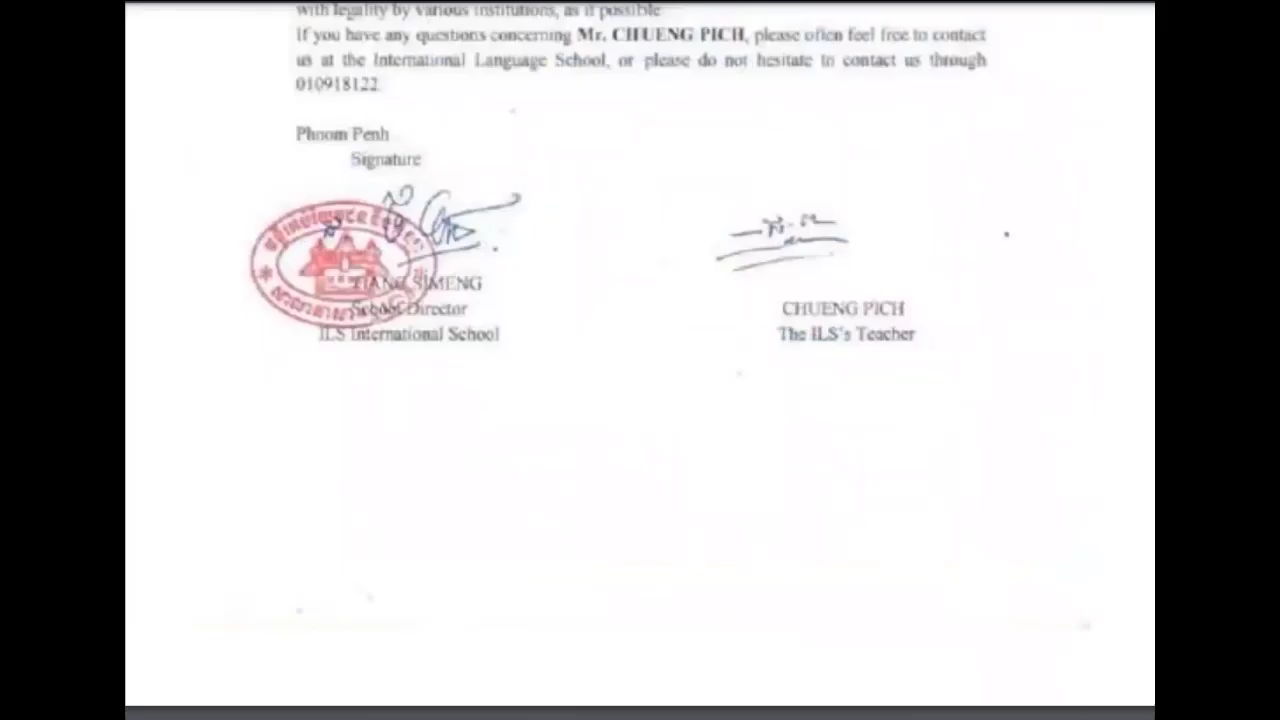 with legality by various institutions, as if possible
If you have any questions concerning Mr. CHUENG PICH, please often feel free to contact
us at the International Language School, or please do not hesitate to contact us through
010918122
Phnom Penh
Signature
TIANG SIMENG
School Director
ILS International School
CHUENG PICH
The ILS's Teacher